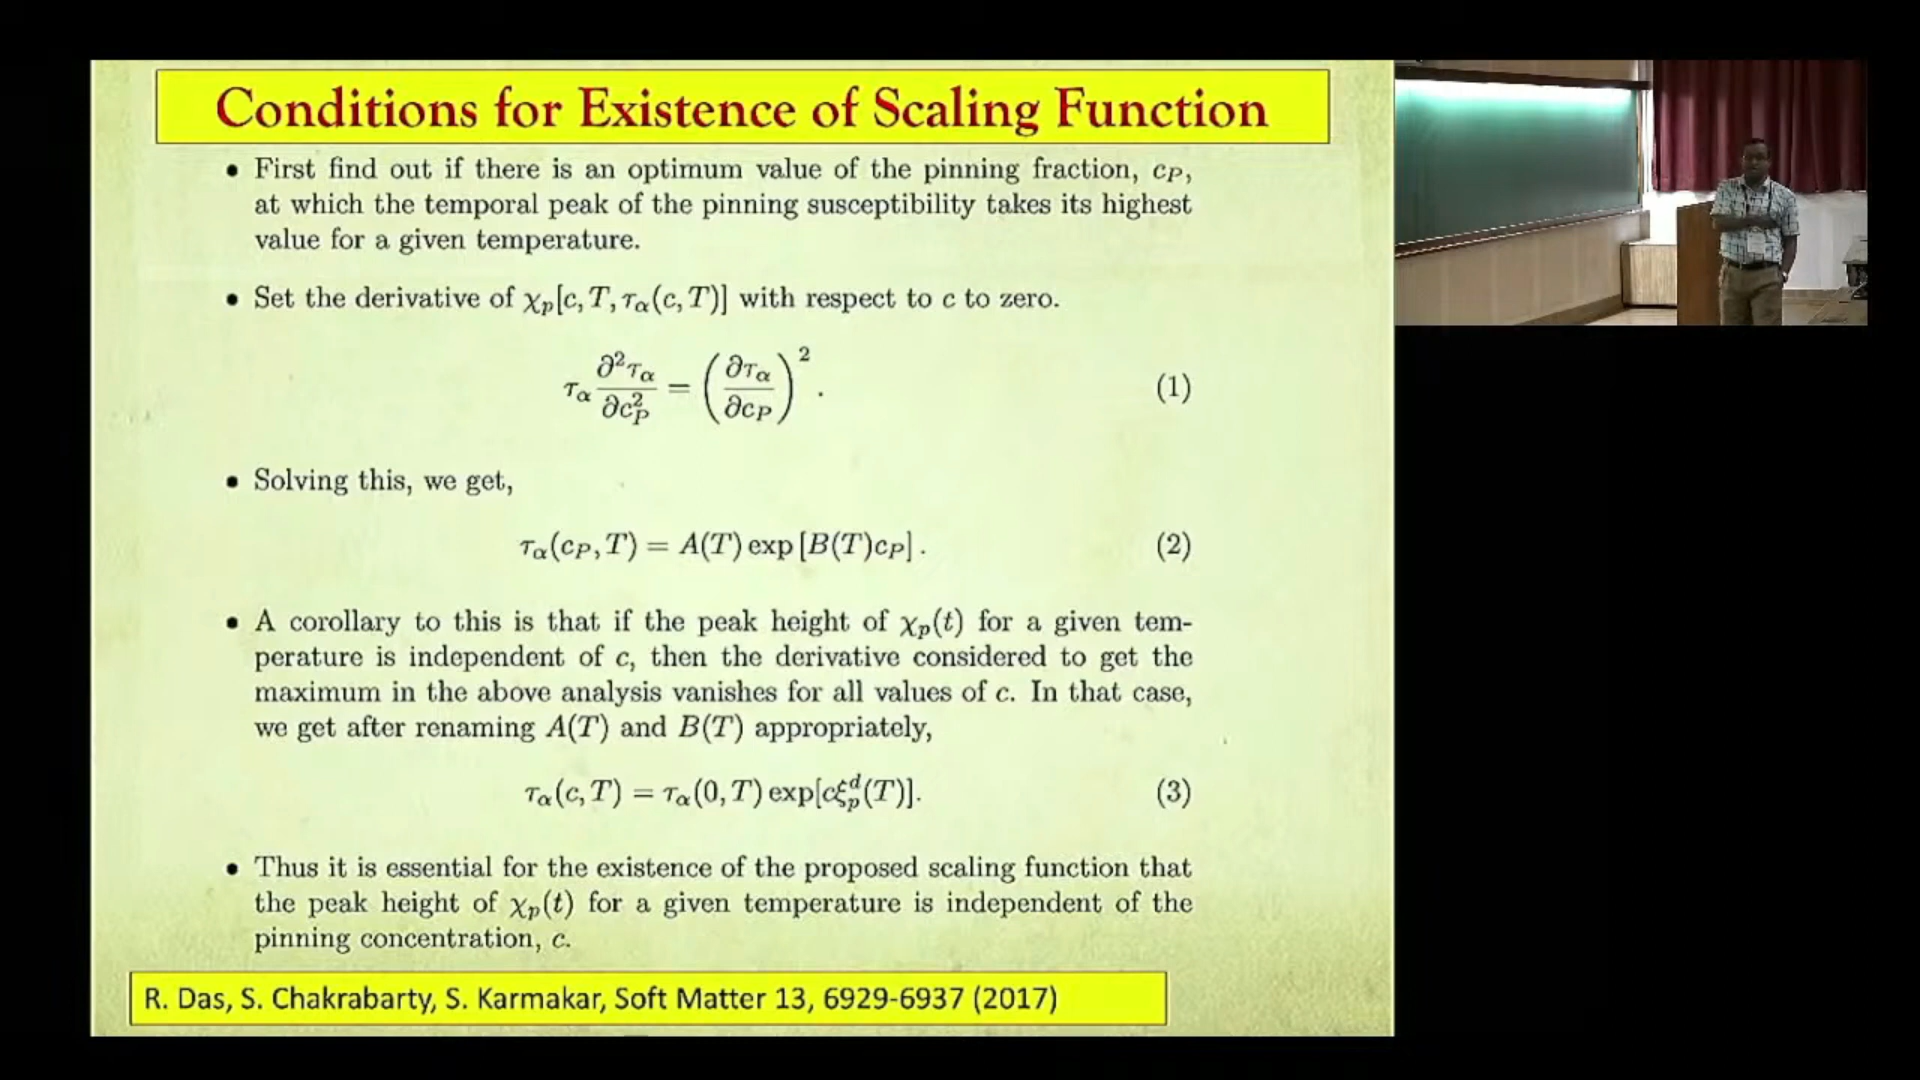 Conditions for Existence of Scaling Function
• First find out if there is an optimum value of the pinning fraction, c_P,
at which the temporal peak of the pinning susceptibility takes its highest
value for a given temperature.
• Set the derivative of χ_p[c, T, τ_α(c, T)] with respect to c to zero.
τ_α ∂²τ_α/∂c_P² = (∂τ_α/∂c_P)². (1)
• Solving this, we get,
τ_α(c_P, T) = A(T) exp [B(T)c_P] . (2)
• A corollary to this is that if the peak height of χ_p(t) for a given tem-
perature is independent of c, then the derivative considered to get the
maximum in the above analysis vanishes for all values of c. In that case,
we get after renaming A(T) and B(T) appropriately,
τ_α(c, T) = τ_α(0, T) exp[cξ_p^d(T)]. (3)
• Thus it is essential for the existence of the proposed scaling function that
the peak height of χ_p(t) for a given temperature is independent of the
pinning concentration, c.
R. Das, S. Chakrabarty, S. Karmakar, Soft Matter 13, 6929-6937 (2017)